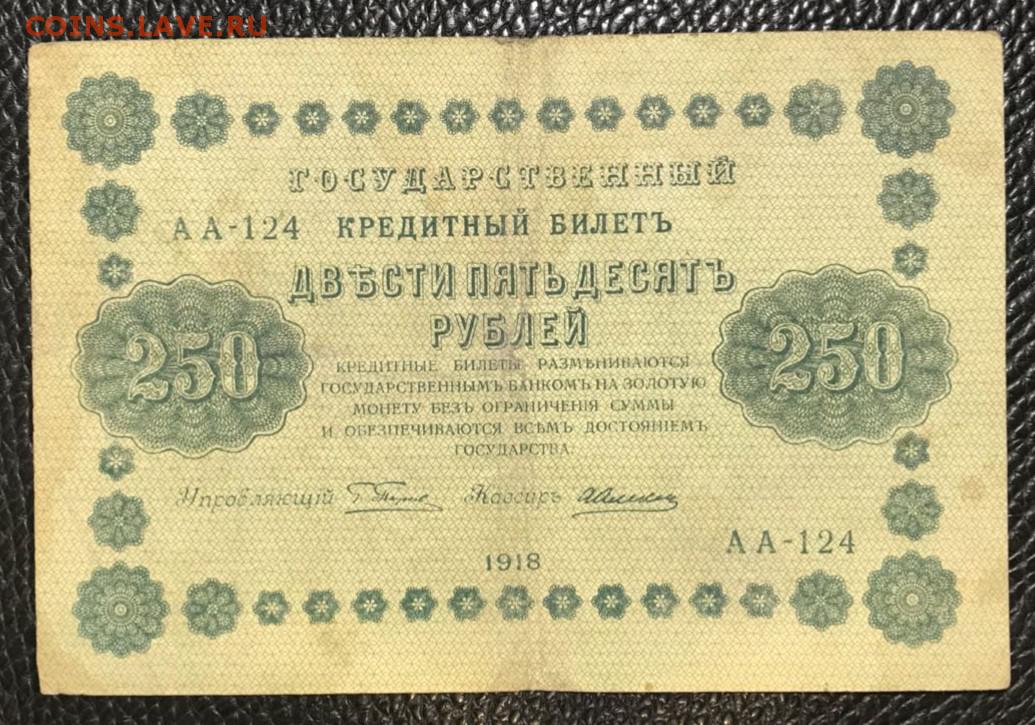 COINS.LAVE.RU
ГОСУДАРСТВЕННЫЙ
АА-124 КРЕДИТНЫЙ БИЛЕТЪ
ДВѢСТИ ПЯТЬДЕСЯТЪ
РУБЛЕЙ
250 250
КРЕДИТНЫЕ БИЛЕТЫ РАЗМѢНИВАЮТСЯ
ГОСУДАРСТВЕННЫМЪ БАНКОМЪ НА ЗОЛОТУЮ
МОНЕТУ БЕЗЪ ОГРАНИЧЕНІЯ СУММЫ
И ОБЕЗПЕЧИВАЮТСЯ ВСѢМЪ ДОСТОЯНІЕМЪ
ГОСУДАРСТВА.
Управляющій Кассиръ
АА-124
1918